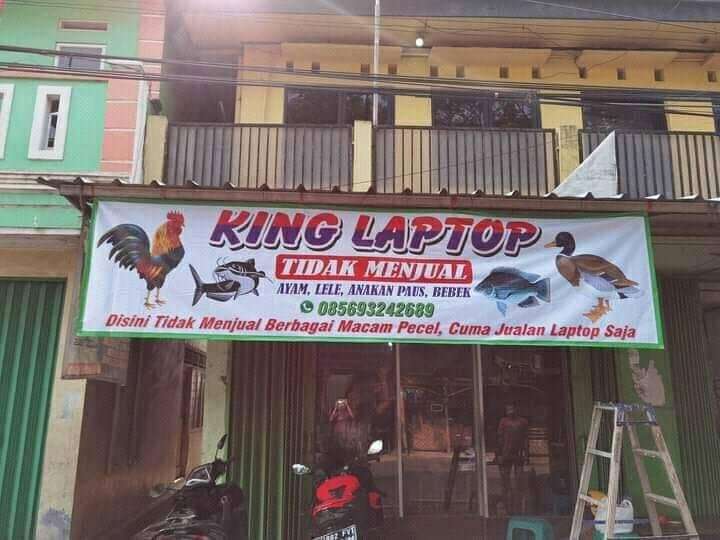 KING LAPTOP
TIDAK MENJUAL
AYAM, LELE, ANAKAN PAUS, BEBEK
085693242689
Disini Tidak Menjual Berbagai Macam Pecel, Cuma Jualan Laptop Saja